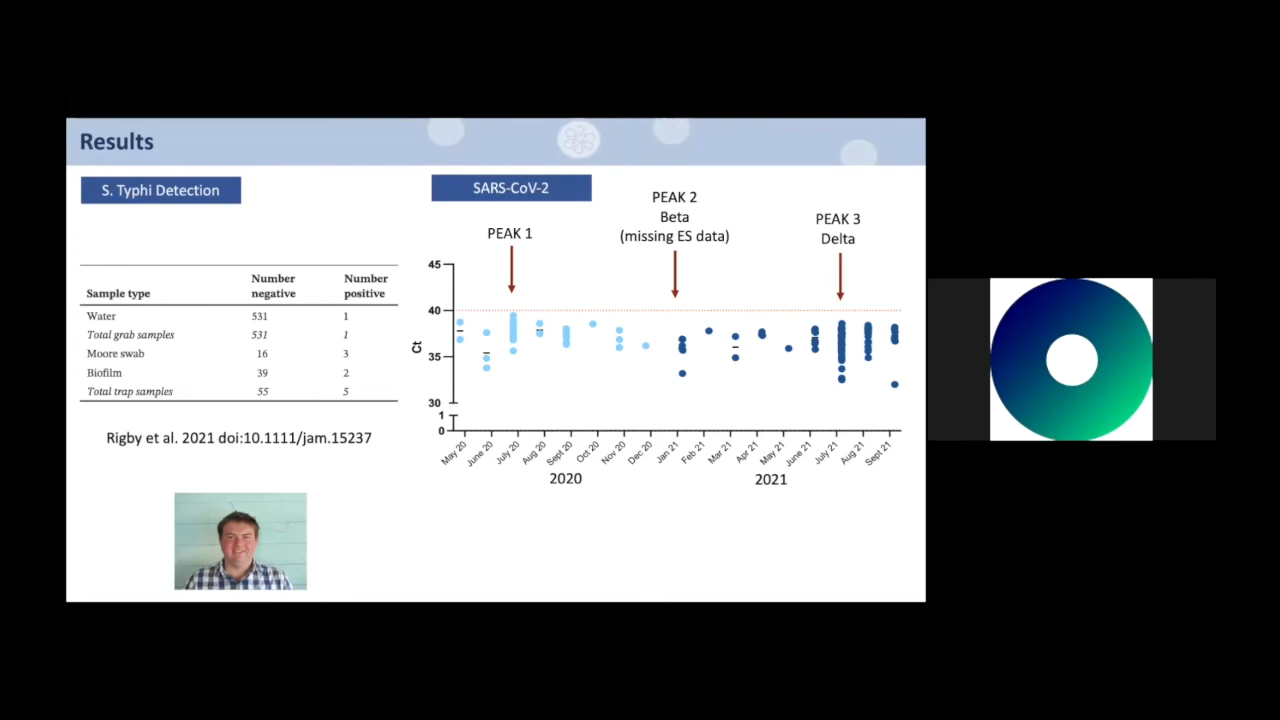 Results
S. Typhi Detection
Sample type Number negative Number positive
Water 531 1
Total grab samples 531 1
Moore swab 16 3
Biofilm 39 2
Total trap samples 55 5
Rigby et al. 2021 doi:10.1111/jam.15237
SARS-CoV-2
PEAK 1
PEAK 2
Beta
(missing ES data)
PEAK 3
Delta
Ct
45
40
35
30
1
0
May 20 June 20 July 20 Aug 20 Sept 20 Oct 20 Nov 20 Dec 20 Jan 21 Feb 21 Mar 21 Apr 21 May 21 June 21 July 21 Aug 21 Sept 21
2020 2021